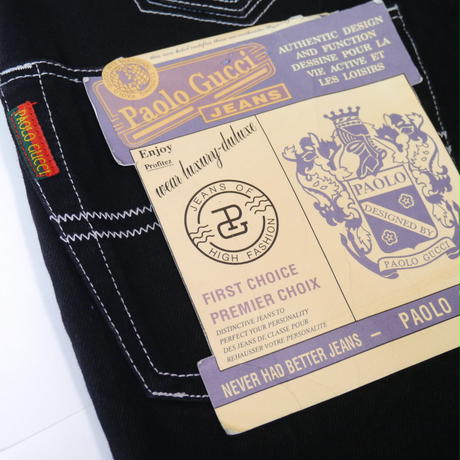 Paolo Gucci
JEANS
AUTHENTIC DESIGN
AND FUNCTION
DESSINE POUR LA
VIE ACTIVE ET
LES LOISIRS
PAOLO GUCCI
Enjoy
Profitez
wear luxury-deluxe
JEANS OF
PG
HIGH FASHION
FIRST CHOICE
PREMIER CHOIX
DISTINCTIVE JEANS TO
PERFECT YOUR PERSONALITY
DES JEANS DE CLASSE POUR
REHAUSSER VOTRE PERSONALITE
PAOLO
DESIGNED BY
PAOLO GUCCI
NEVER HAD BETTER JEANS – PAOLO